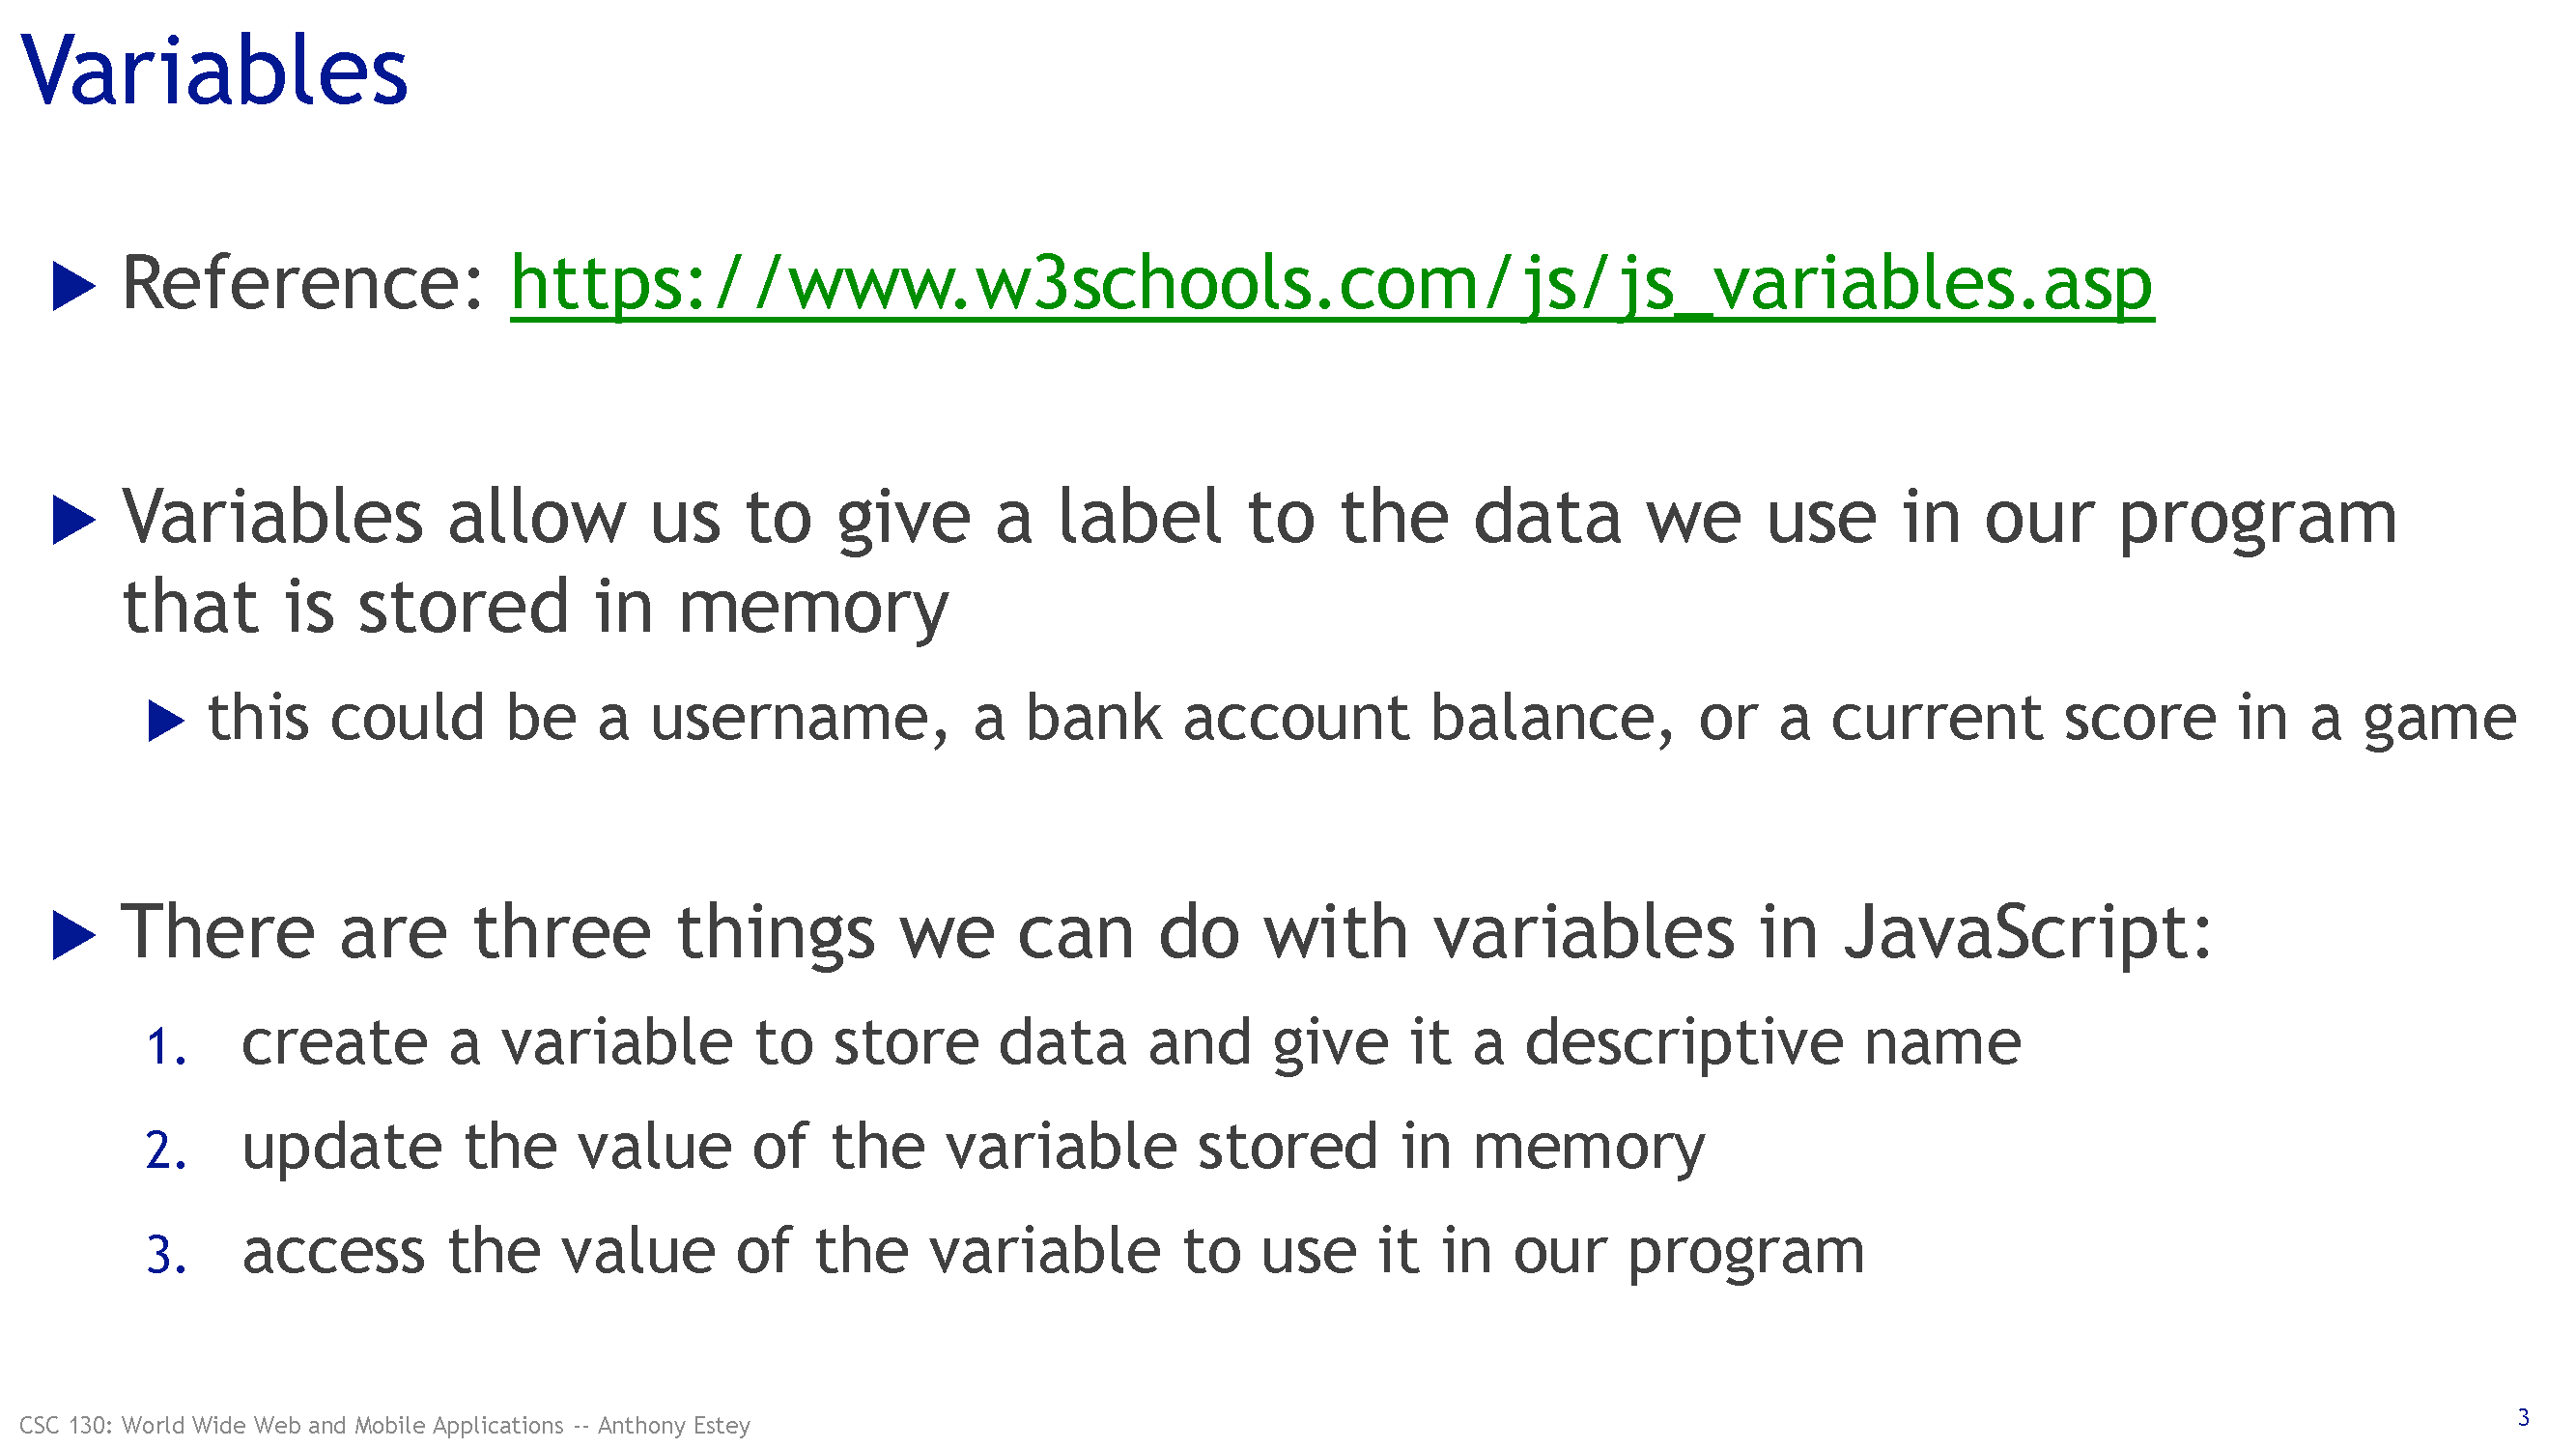 Variables
Reference: https://www.w3schools.com/js/js_variables.asp
Variables allow us to give a label to the data we use in our program
that is stored in memory
this could be a username, a bank account balance, or a current score in a game
There are three things we can do with variables in JavaScript:
1. create a variable to store data and give it a descriptive name
2. update the value of the variable stored in memory
3. access the value of the variable to use it in our program
CSC 130: World Wide Web and Mobile Applications -- Anthony Estey
3